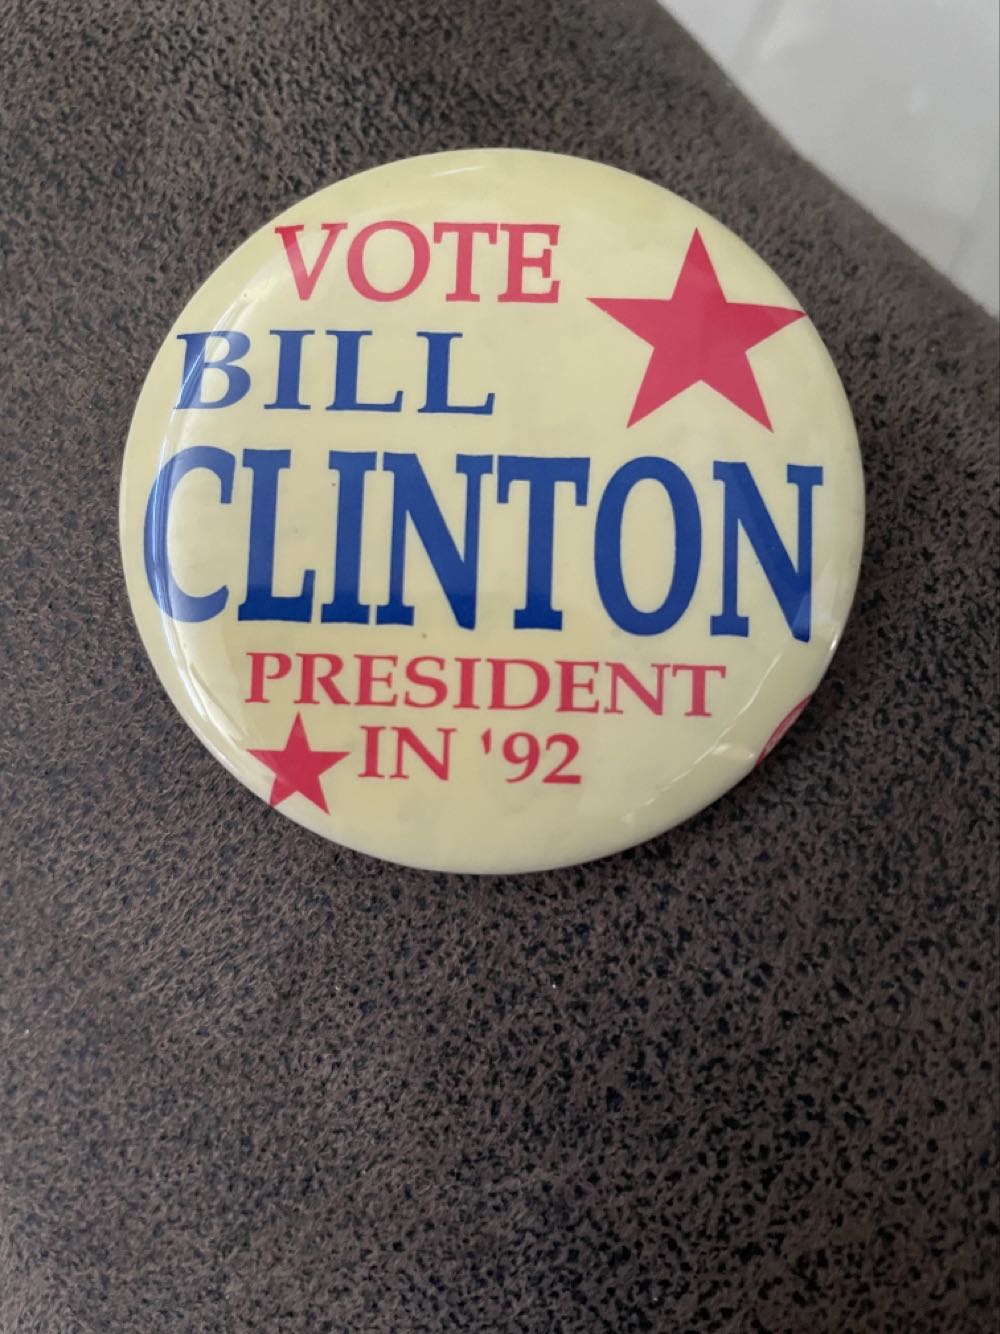 VOTE
BILL
CLINTON
PRESIDENT
IN '92